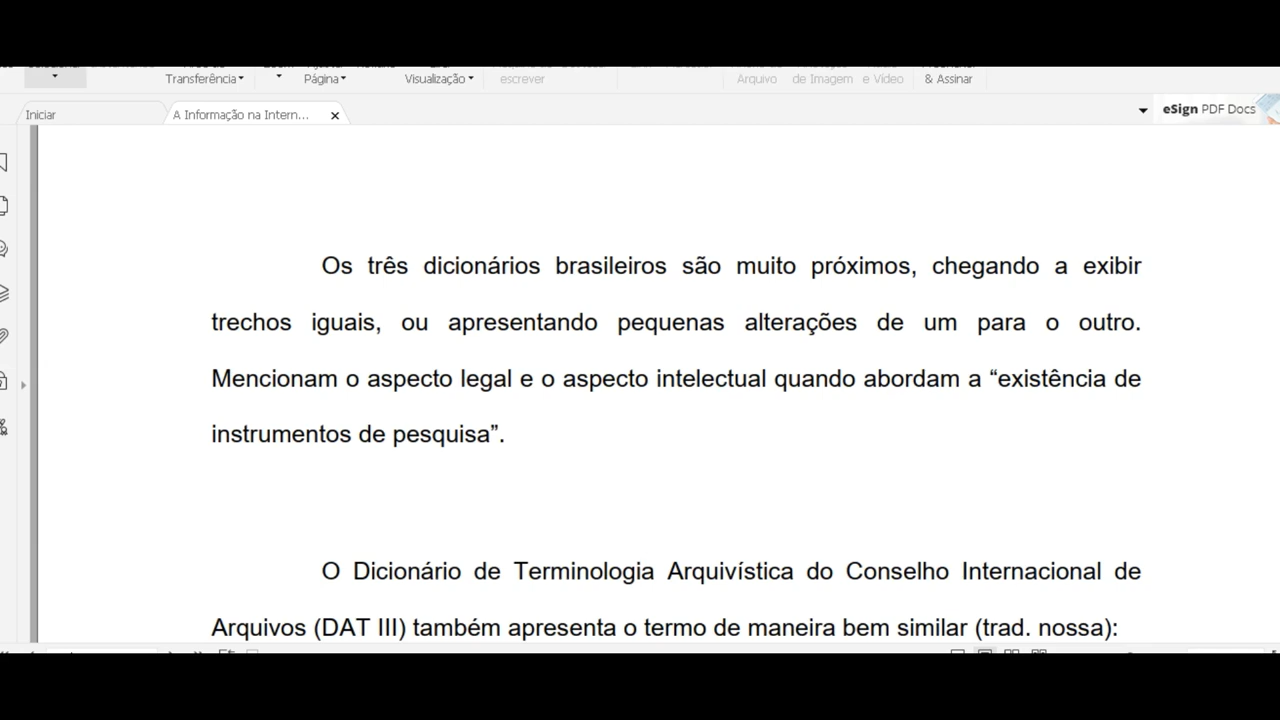 Transferência
Página
Visualização
escrever
Arquivo de Imagem e Vídeo
& Assinar
Iniciar
A Informação na Intern...
eSign PDF Docs
Os três dicionários brasileiros são muito próximos, chegando a exibir
trechos iguais, ou apresentando pequenas alterações de um para o outro.
Mencionam o aspecto legal e o aspecto intelectual quando abordam a “existência de
instrumentos de pesquisa”.
O Dicionário de Terminologia Arquivística do Conselho Internacional de
Arquivos (DAT III) também apresenta o termo de maneira bem similar (trad. nossa):